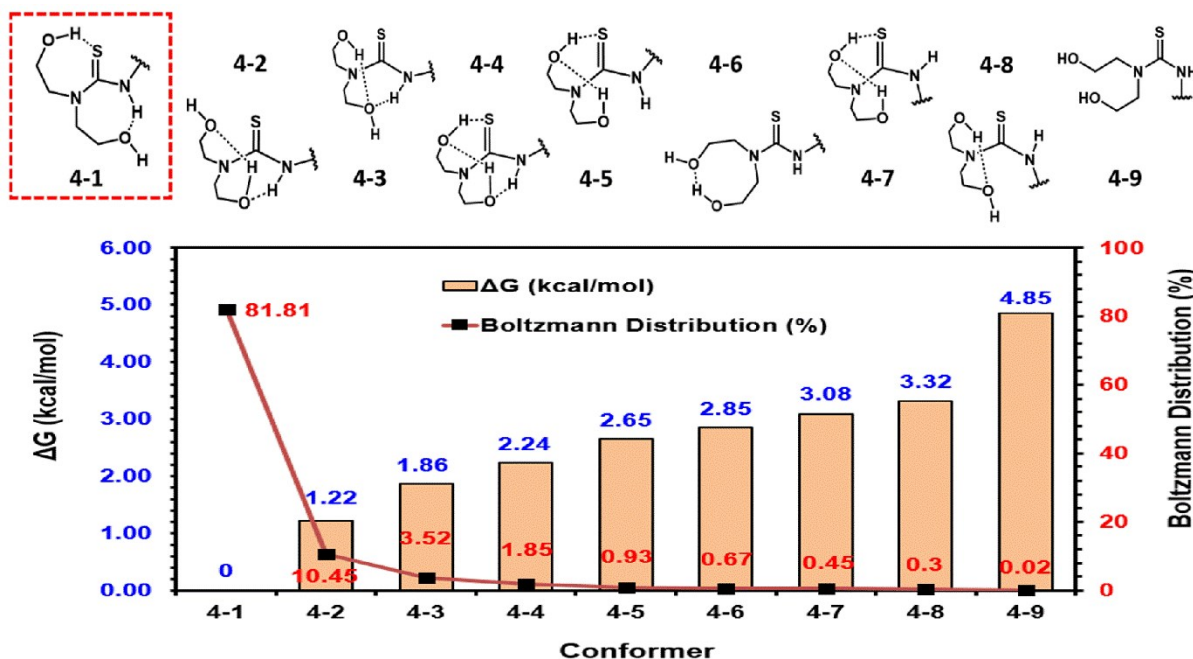 4-1
4-2
4-3
4-4
4-5
4-6
4-7
4-8
4-9
O H S
N N H
O H
O H S
N N H
O
O H S
N N H
O H
O H S
N N H
O
O H S
N N H
O
S
N N H
O H
H O
O H S
N N H
O
O H S
N N H
O H
HO S
N NH
HO
ΔG (kcal/mol)
6.00
5.00
4.00
3.00
2.00
1.00
0.00
ΔG (kcal/mol)
Boltzmann Distribution (%)
0
1.22
1.86
2.24
2.65
2.85
3.08
3.32
4.85
81.81
10.45
3.52
1.85
0.93
0.67
0.45
0.3
0.02
100
80
60
40
20
0
Boltzmann Distribution (%)
4-1 4-2 4-3 4-4 4-5 4-6 4-7 4-8 4-9
Conformer